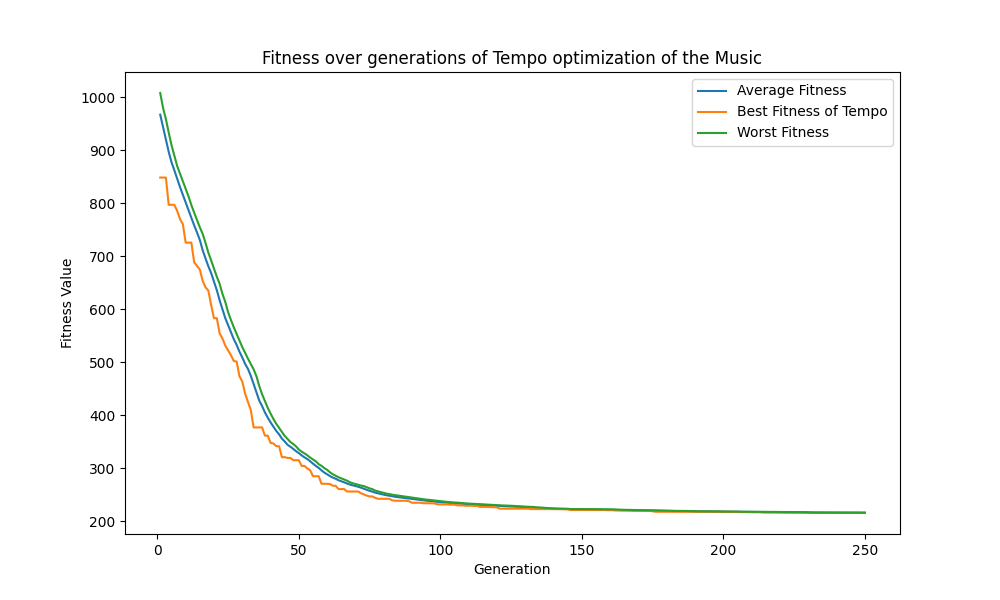 Fitness over generations of Tempo optimization of the Music
Average Fitness
Best Fitness of Tempo
Worst Fitness
Fitness Value
1000
900
800
700
600
500
400
300
200
0 50 100 150 200 250
Generation